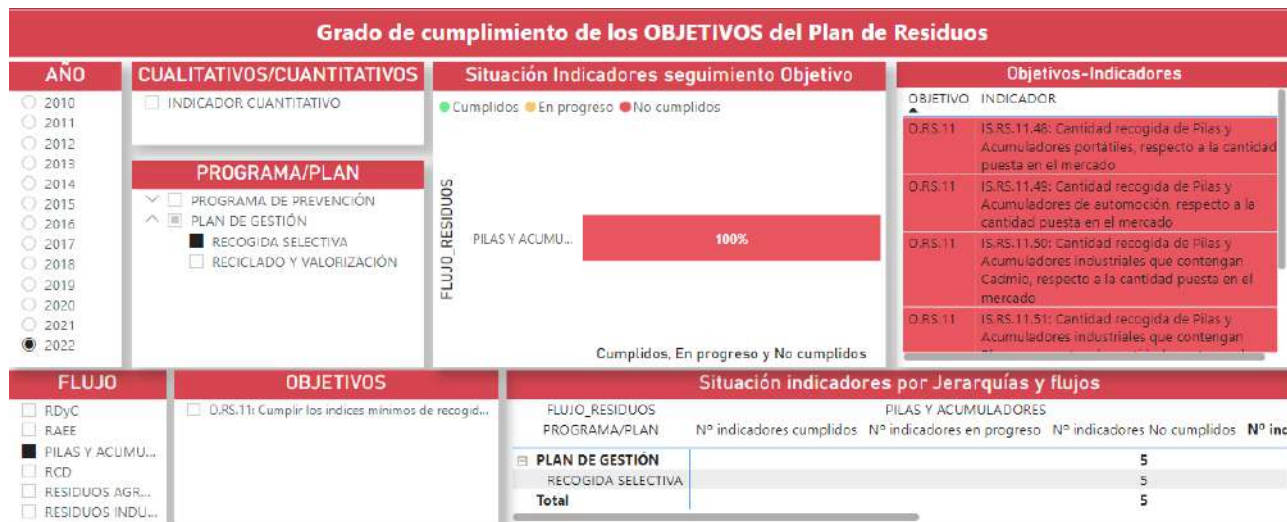 Grado de cumplimiento de los OBJETIVOS del Plan de Residuos
AÑO
2010
2011
2012
2013
2014
2015
2016
2017
2018
2019
2020
2021
2022
CUALITATIVOS/CUANTITATIVOS
INDICADOR CUANTITATIVO
PROGRAMA/PLAN
PROGRAMA DE PREVENCIÓN
PLAN DE GESTIÓN
RECOGIDA SELECTIVA
RECICLADO Y VALORIZACIÓN
Situación Indicadores seguimiento Objetivo
Cumplidos En progreso No cumplidos
FLUJO_RESIDUOS
PILAS Y ACUMU...
100%
Cumplidos, En progreso y No cumplidos
Objetivos-Indicadores
OBJETIVO INDICADOR
O.RS.11 IS.RS.11.48: Cantidad recogida de Pilas y
Acumuladores portátiles, respecto a la cantidad
puesta en el mercado
O.RS.11 IS.RS.11.49: Cantidad recogida de Pilas y
Acumuladores de automoción, respecto a la
cantidad puesta en el mercado
O.RS.11 IS.RS.11.50: Cantidad recogida de Pilas y
Acumuladores industriales que contengan
Cadmio, respecto a la cantidad puesta en el
mercado
O.RS.11 IS.RS.11.51: Cantidad recogida de Pilas y
Acumuladores industriales que contengan
FLUJO
RDyC
RAEE
PILAS Y ACUMU...
RCD
RESIDUOS AGR...
RESIDUOS INDU...
OBJETIVOS
O.RS.11: Cumplir los índices mínimos de recogid...
Situación indicadores por Jerarquías y flujos
FLUJO_RESIDUOS PILAS Y ACUMULADORES
PROGRAMA/PLAN Nº indicadores cumplidos Nº indicadores en progreso Nº indicadores No cumplidos Nº inc
PLAN DE GESTIÓN 5
RECOGIDA SELECTIVA 5
Total 5